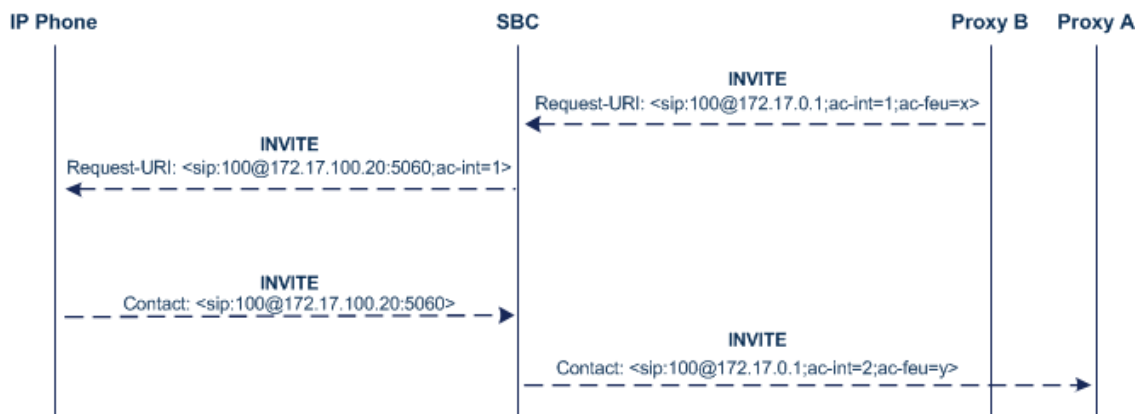 IP Phone SBC Proxy B Proxy A
INVITE
Request-URI: <sip:100@172.17.0.1;ac-int=1;ac-feu=x>
INVITE
Request-URI: <sip:100@172.17.100.20:5060;ac-int=1>
INVITE
Contact: <sip:100@172.17.100.20:5060>
INVITE
Contact: <sip:100@172.17.0.1;ac-int=2;ac-feu=y>